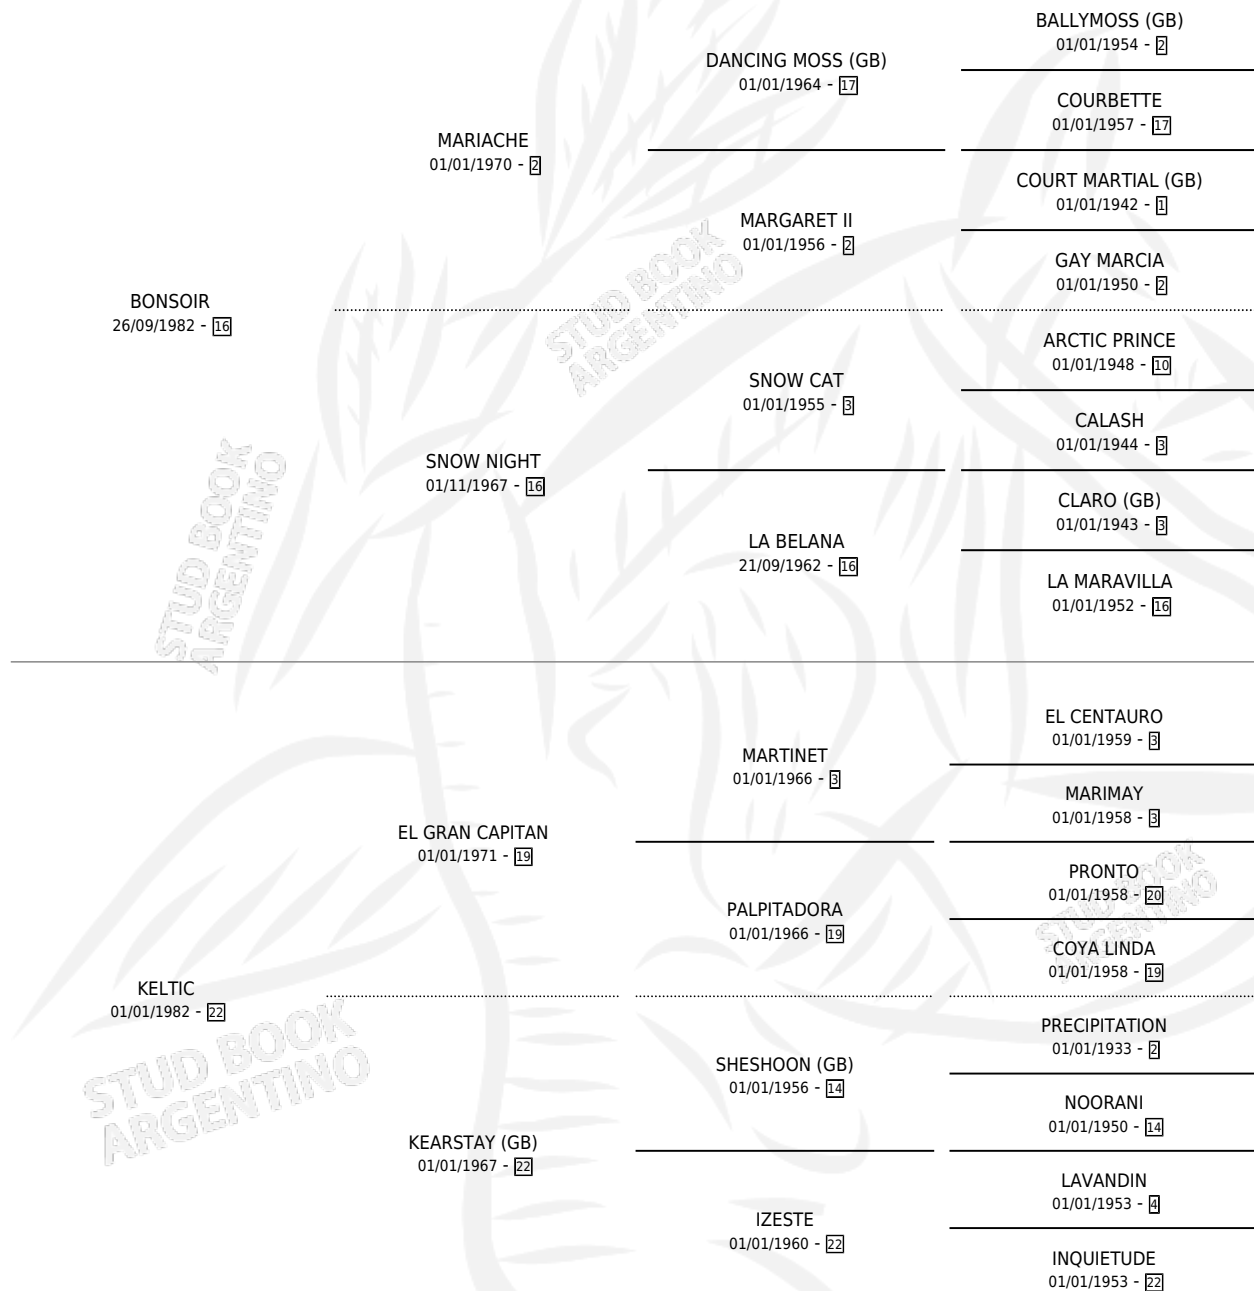 BALLYMOSS (GB)
01/01/1954 - 2
DANCING MOSS (GB)
01/01/1964 - 17
COURBETTE
01/01/1957 - 17
MARIACHE
01/01/1970 - 2
COURT MARTIAL (GB)
01/01/1942 - 1
MARGARET II
01/01/1956 - 2
GAY MARCIA
01/01/1950 - 2
BONSOIR
26/09/1982 - 16
ARCTIC PRINCE
01/01/1948 - 10
SNOW CAT
01/01/1955 - 3
CALASH
01/01/1944 - 3
SNOW NIGHT
01/11/1967 - 16
CLARO (GB)
01/01/1943 - 3
LA BELANA
21/09/1962 - 16
LA MARAVILLA
01/01/1952 - 16
EL CENTAURO
01/01/1959 - 3
MARTINET
01/01/1966 - 3
MARIMAY
01/01/1958 - 3
EL GRAN CAPITAN
01/01/1971 - 19
PRONTO
01/01/1958 - 20
PALPITADORA
01/01/1966 - 19
COYA LINDA
01/01/1958 - 19
KELTIC
01/01/1982 - 22
PRECIPITATION
01/01/1933 - 2
SHESHOON (GB)
01/01/1956 - 14
NOORANI
01/01/1950 - 14
KEARSTAY (GB)
01/01/1967 - 22
LAVANDIN
01/01/1953 - 4
IZESTE
01/01/1960 - 22
INQUIETUDE
01/01/1953 - 22
STUD BOOK
ARGENTINO
STUD BOOK
ARGENTINO
STUD BOOK
ARGENTINO
STUD BOOK
ARGENTINO